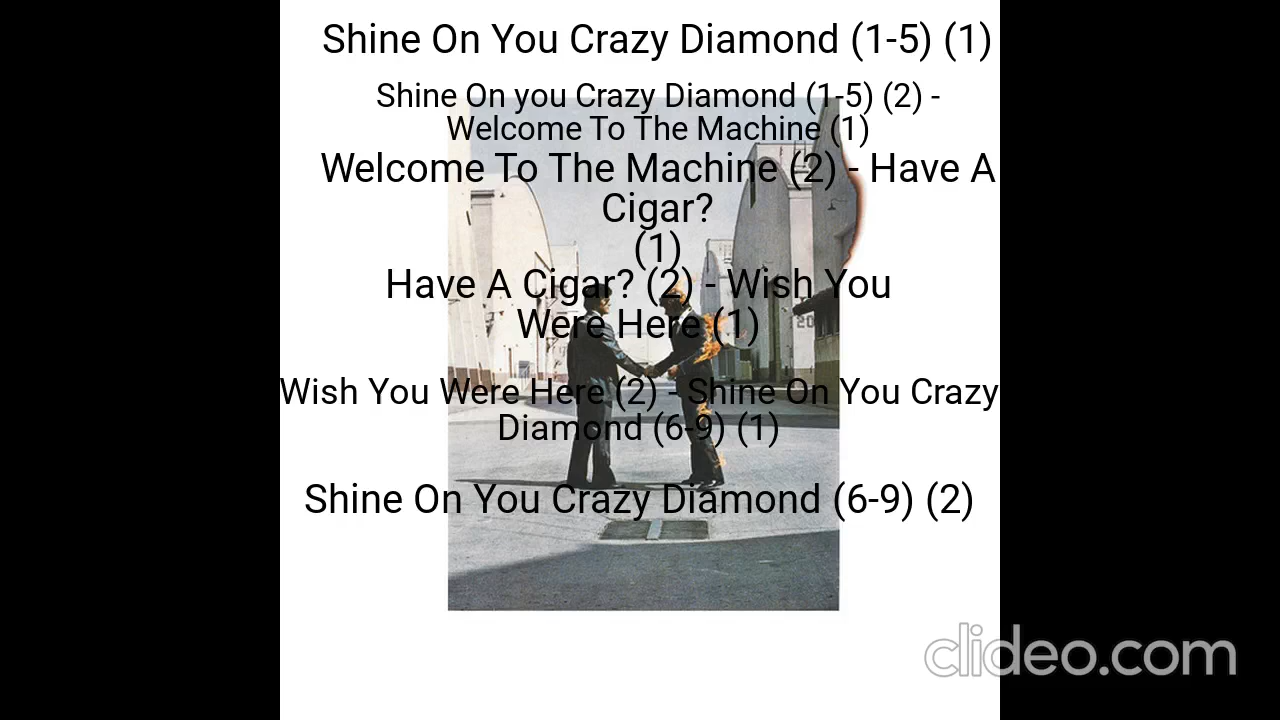 Shine On You Crazy Diamond (1-5) (1)
Shine On you Crazy Diamond (1-5) (2) -
Welcome To The Machine (1)
Welcome To The Machine (2) - Have A
Cigar?
(1)
Have A Cigar? (2) - Wish You
Were Here (1)
Wish You Were Here (2) - Shine On You Crazy
Diamond (6-9) (1)
Shine On You Crazy Diamond (6-9) (2)
clideo.com